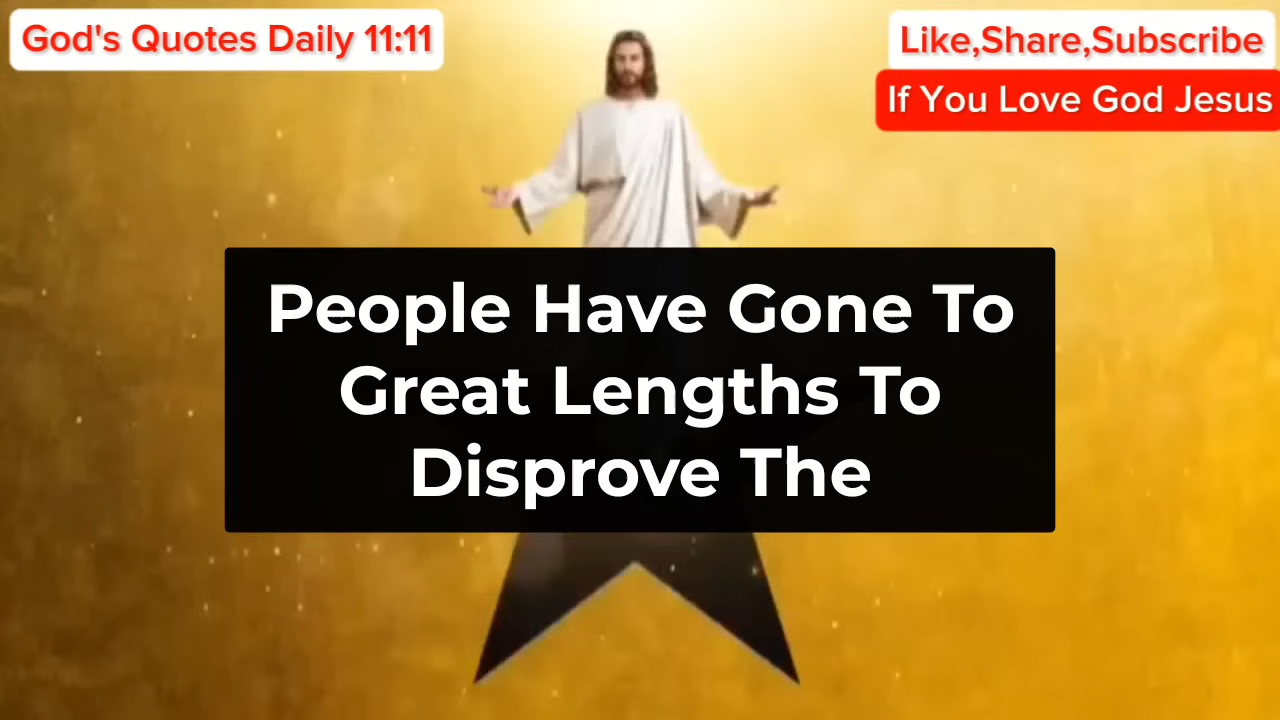 God's Quotes Daily 11:11
Like,Share,Subscribe
If You Love God Jesus
People Have Gone To
Great Lengths To
Disprove The